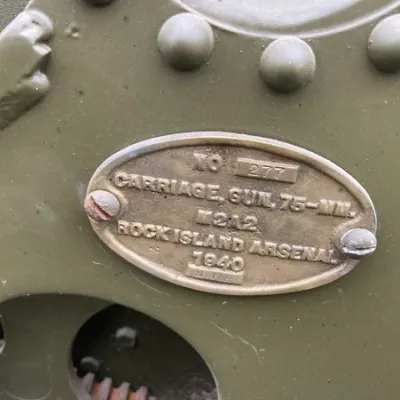 NO 277
CARRIAGE, GUN, 75-MM.
M2A2
ROCK ISLAND ARSENAL
1940